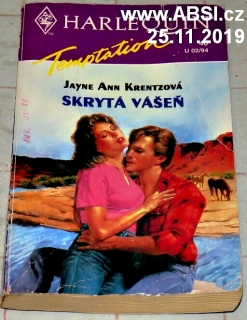 www.ABSI.cz
25.11.2019
HARLEQUIN
Temptation
U 02/94
JAYNE ANN KRENTZOVÁ
SKRYTÁ VÁŠEŇ